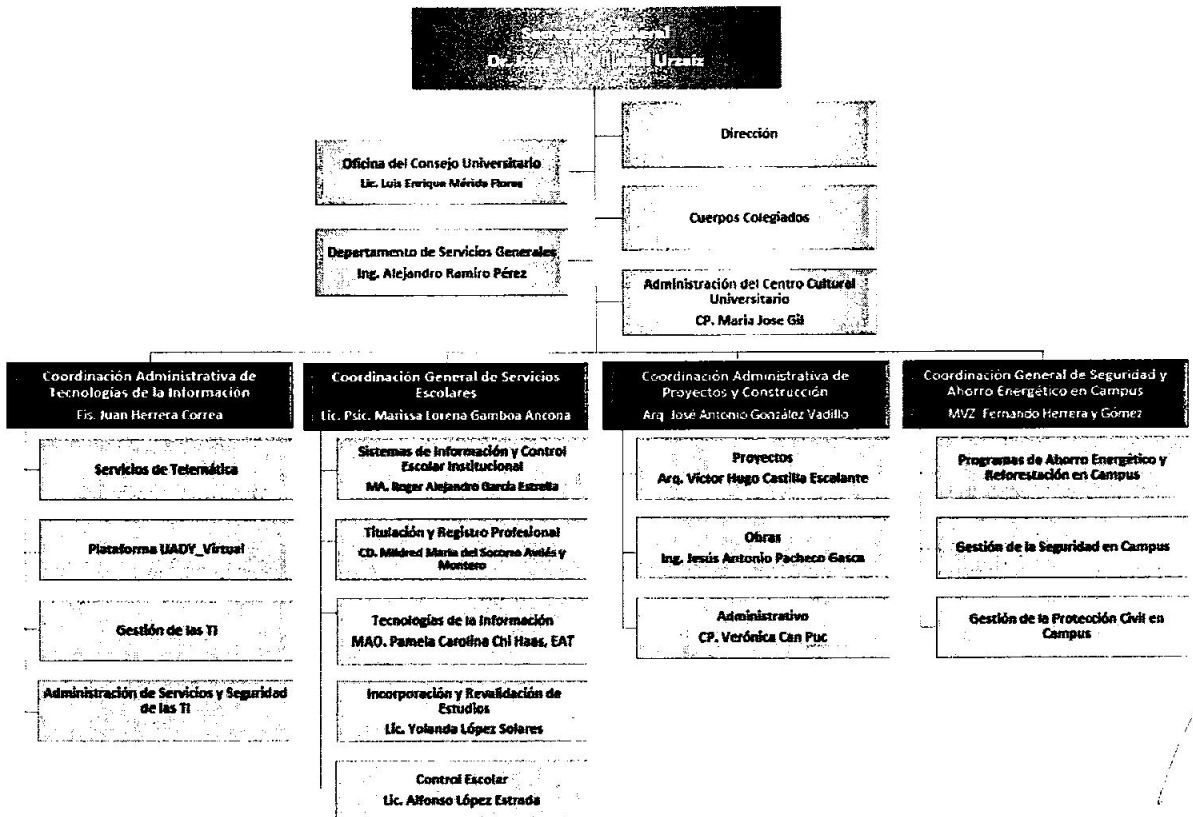 Secretario General
Dr. José Luis Villamil Urzaiz
Dirección
Oficina del Consejo Universitario
Lic. Luis Enrique Mérida Flores
Cuerpos Colegiados
Departamento de Servicios Generales
Ing. Alejandro Ramiro Pérez
Administración del Centro Cultural
Universitario
CP. Maria Jose Gil
Coordinación Administrativa de
Tecnologías de la Información
Fis. Juan Herrera Correa
Servicios de Telemática
Plataforma UADY_Virtual
Gestión de las TI
Administración de Servicios y Seguridad
de las TI
Coordinación General de Servicios
Escolares
Lic. Psic. Marissa Lorena Gamboa Ancona
Sistemas de Información y Control
Escolar Institucional
MA. Roger Alejandro García Estrella
Titulación y Registro Profesional
CD. Mildred Maria del Socorro Avilés y
Montero
Tecnologías de la Información
MAO. Pamela Carolina Chi Haas, EAT
Incorporación y Revalidación de
Estudios
Lic. Yolanda López Solares
Control Escolar
Lic. Alfonso López Estrada
Coordinación Administrativa de
Proyectos y Construcción
Arq José Antonio González Vadillo
Proyectos
Arq. Víctor Hugo Castilla Escalante
Obras
Ing. Jesús Antonio Pacheco Gasca
Administrativo
CP. Verónica Can Puc
Coordinación General de Seguridad y
Ahorro Energético en Campus
MVZ Fernando Herrera y Gómez
Programas de Ahorro Energético y
Reforestación en Campus
Gestión de la Seguridad en Campus
Gestión de la Protección Civil en
Campus